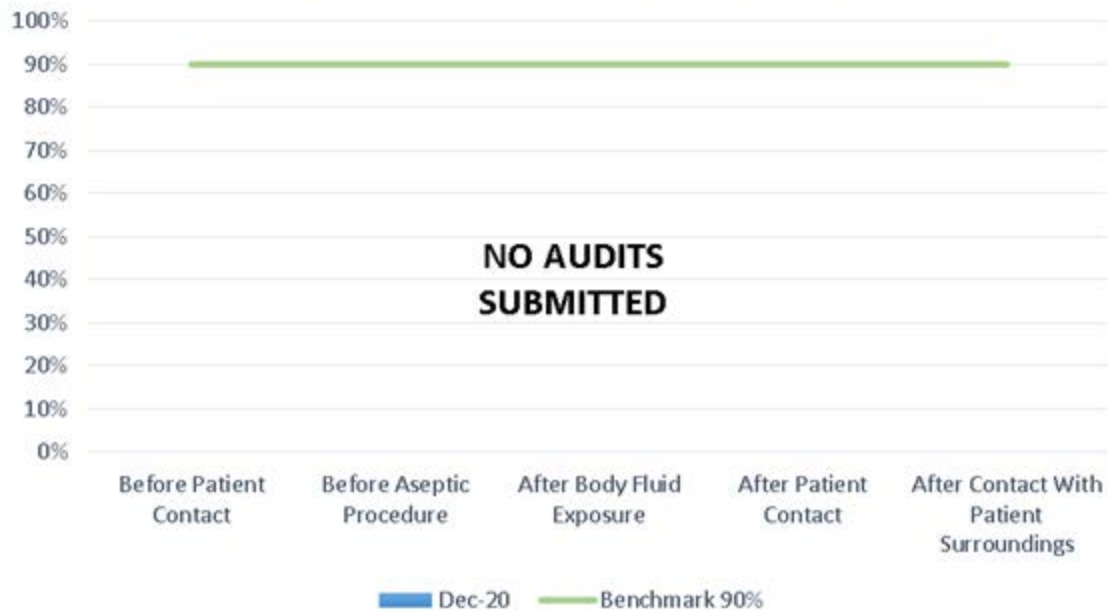 100%
90%
80%
70%
60%
50%
40%
30%
20%
10%
0%
NO AUDITS
SUBMITTED
Before Patient
Contact
Before Aseptic
Procedure
After Body Fluid
Exposure
After Patient
Contact
After Contact With
Patient
Surroundings
Dec-20
Benchmark 90%